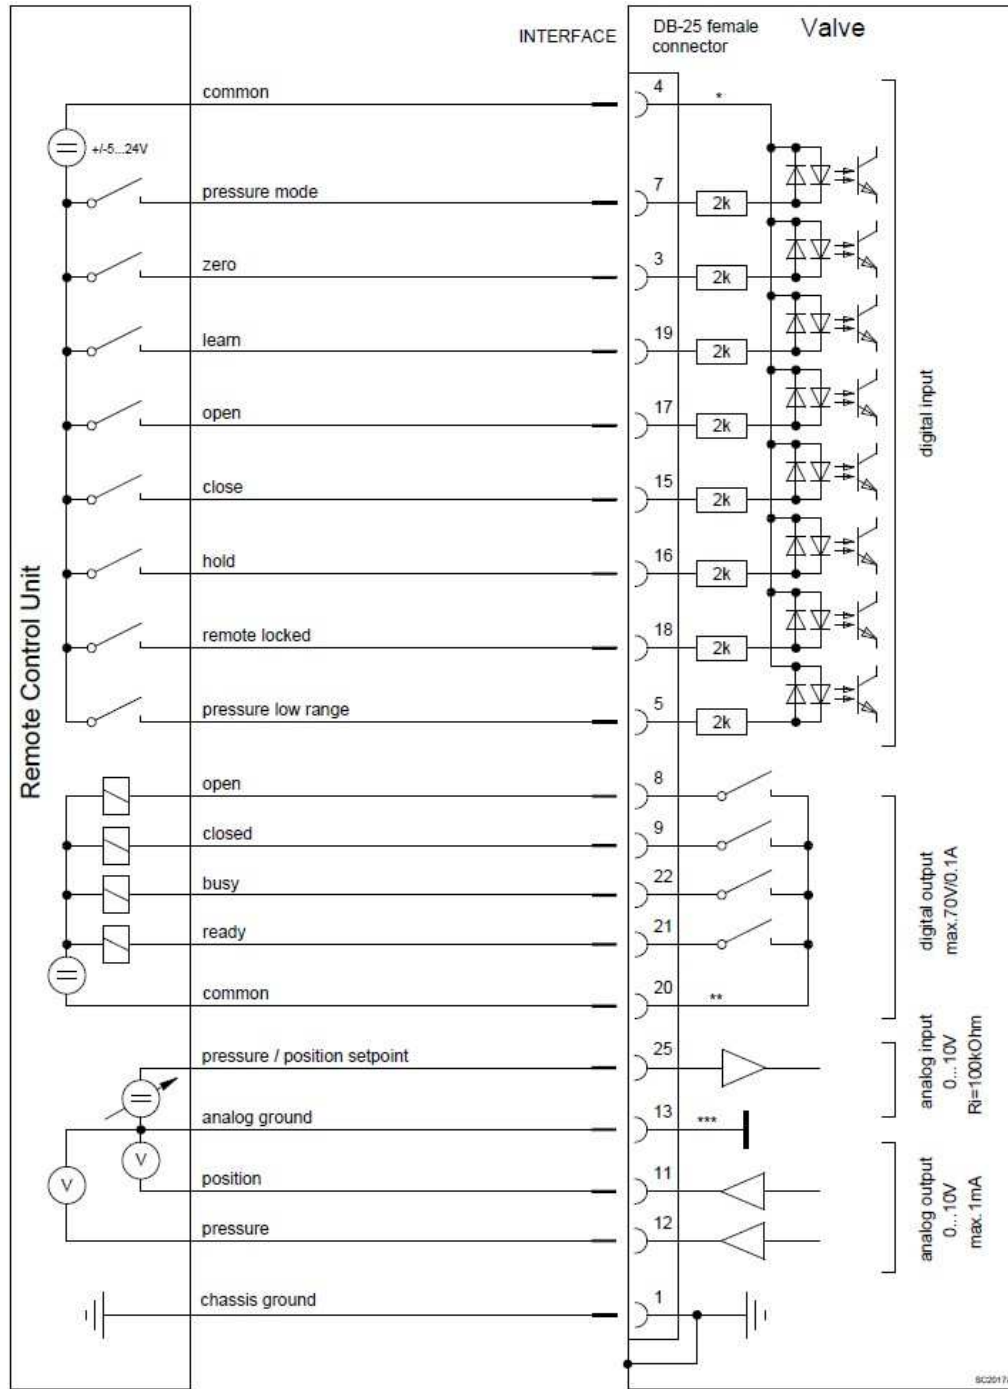 INTERFACE
DB-25 female
connector
Valve
common
4
*
+/-5...24V
pressure mode
7
2k
zero
3
2k
learn
19
2k
open
17
2k
close
15
2k
hold
16
2k
remote locked
18
2k
pressure low range
5
2k
digital input
Remote Control Unit
open
8
closed
9
busy
22
ready
21
common
20
**
digital output
max.70V/0.1A
pressure / position setpoint
25
analog input
0...10V
Ri=100kOhm
analog ground
13
***
V
V
position
11
pressure
12
analog output
0...10V
max.1mA
chassis ground
1